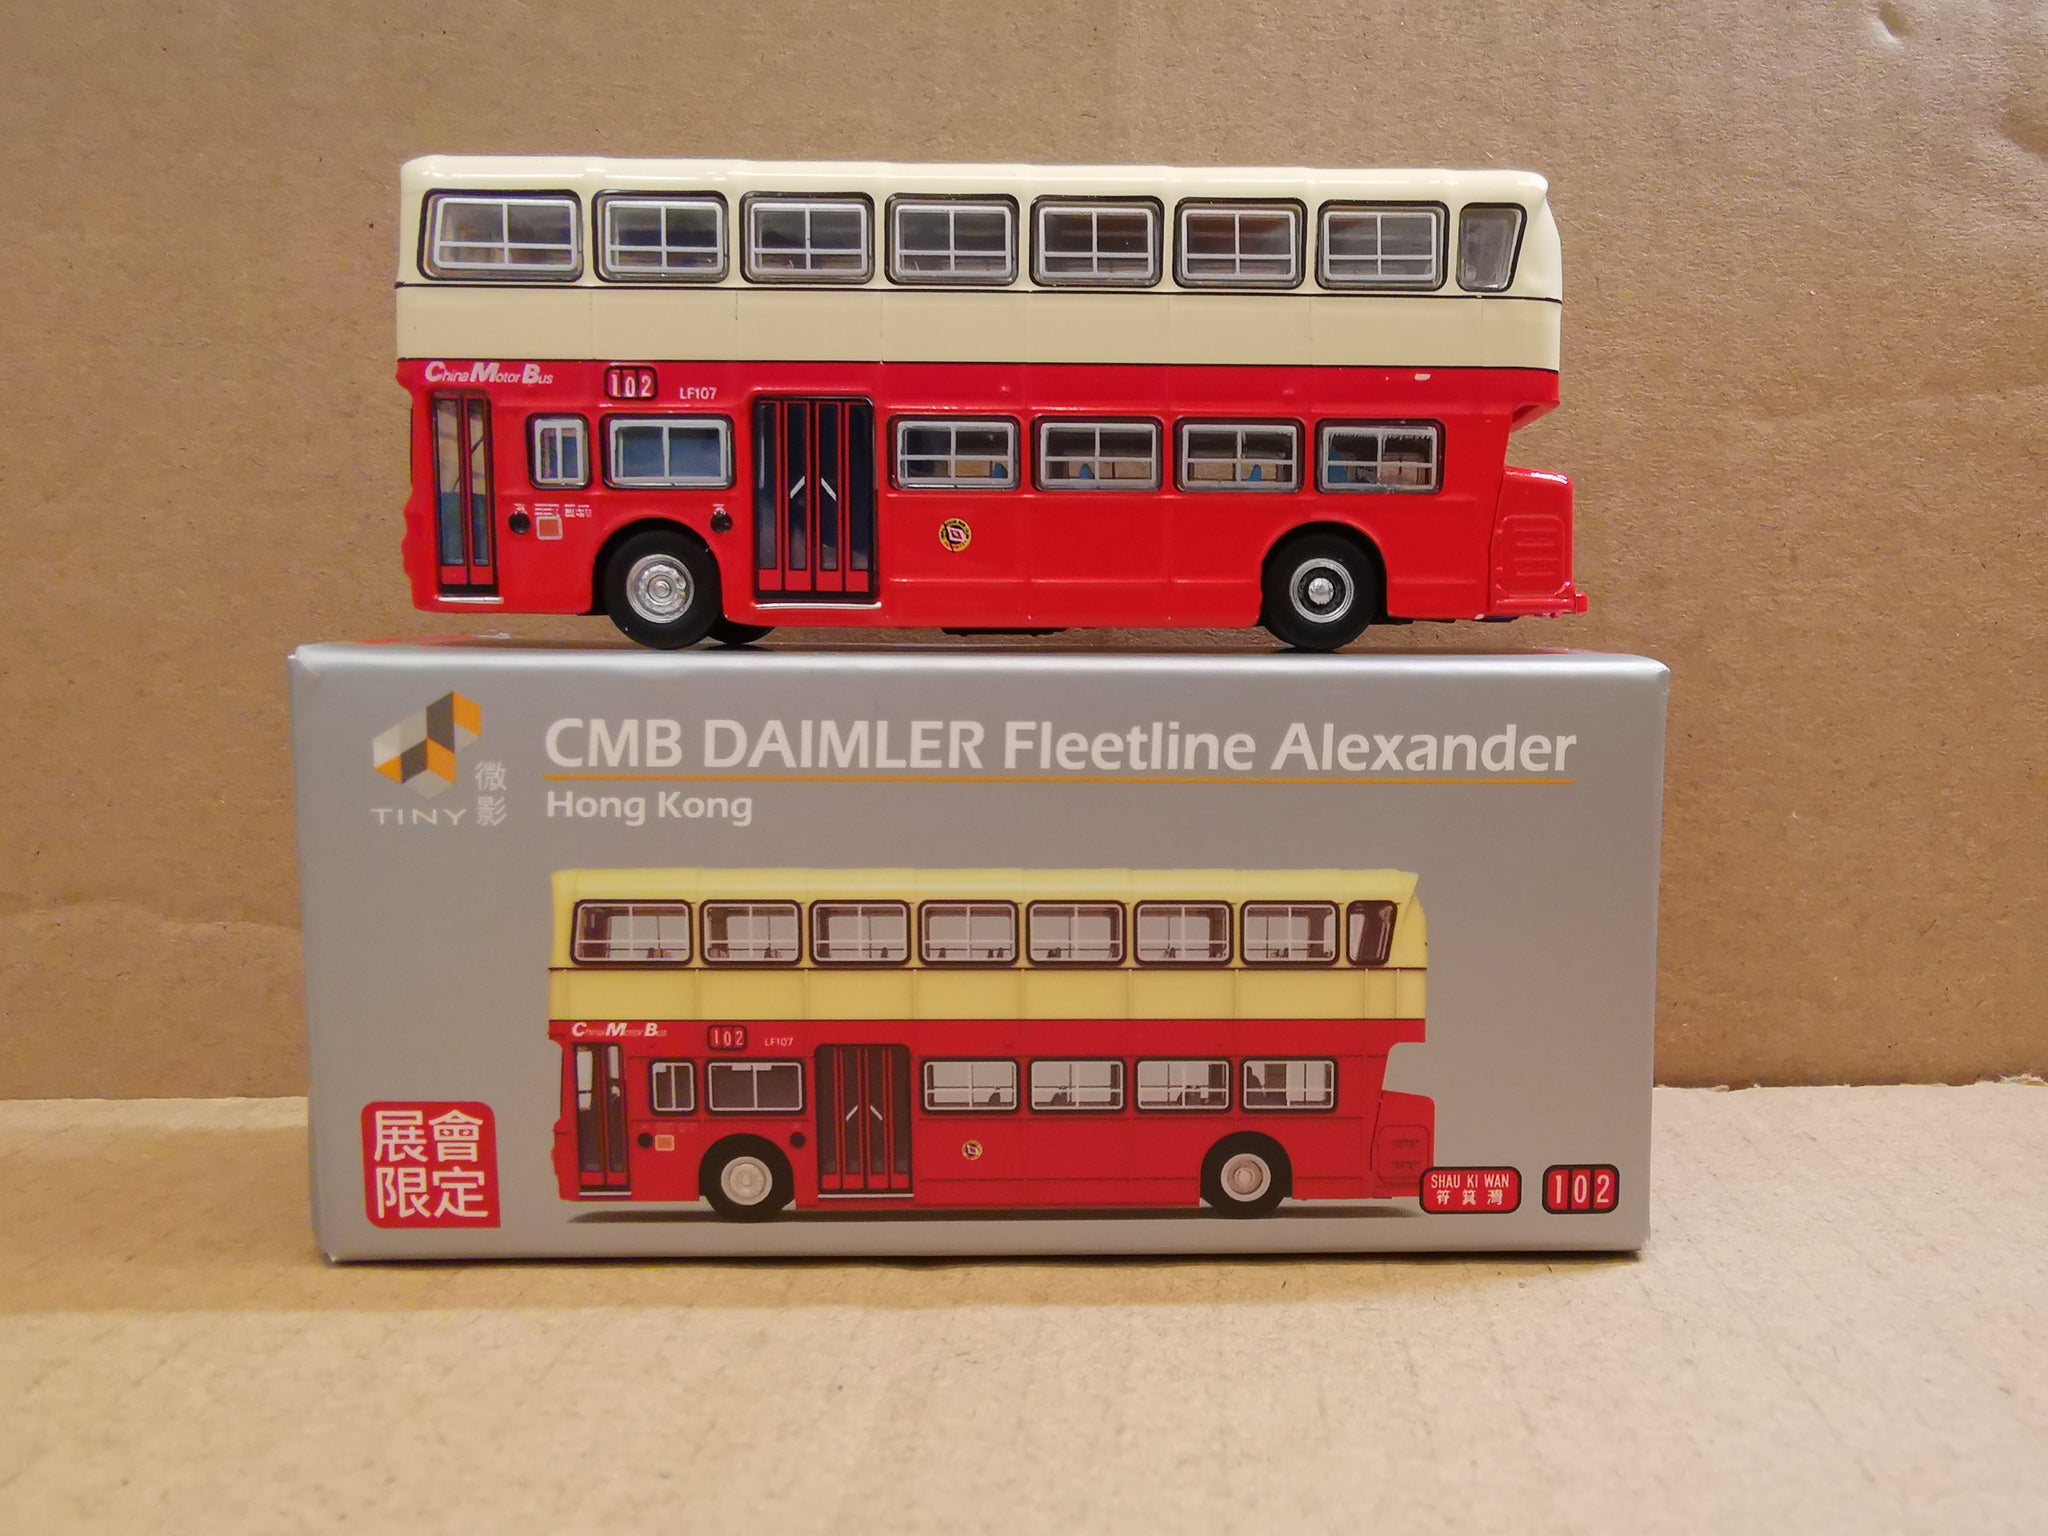 China Motor Bus
102
LF107
TINY 微影
CMB DAIMLER Fleetline Alexander
Hong Kong
China Motor Bus
102
LF107
展會
限定
SHAU KI WAN
筲箕灣
102